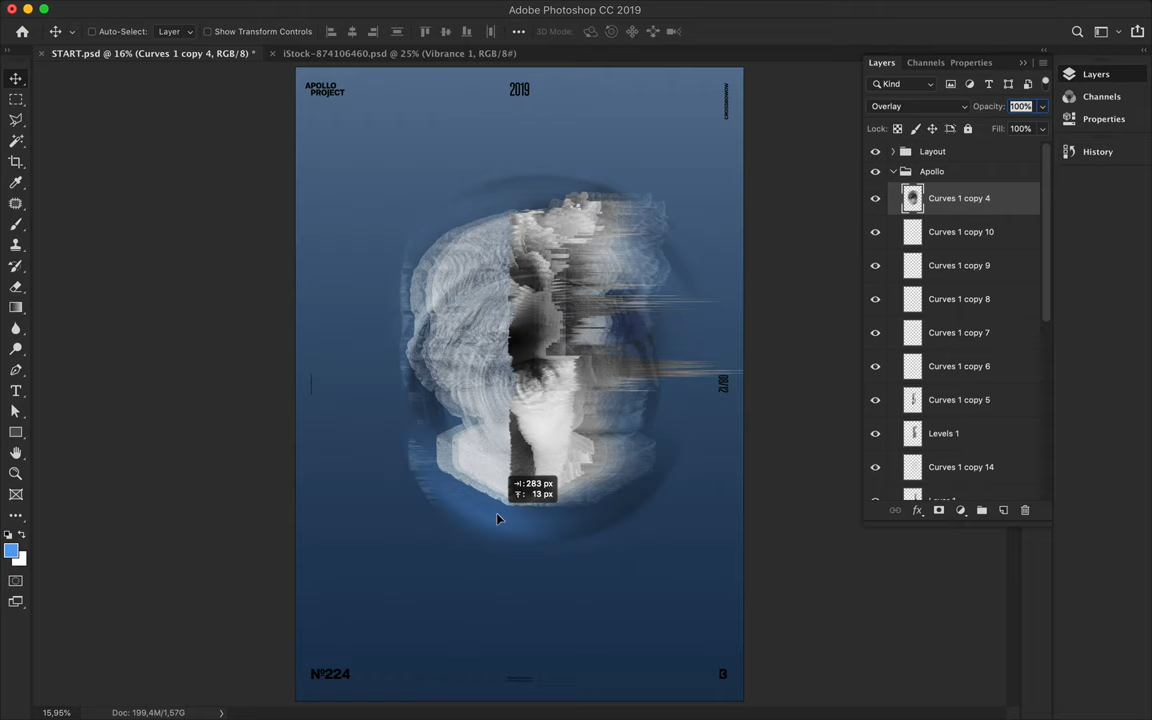 Adobe Photoshop CC 2019
Auto-Select: Layer Show Transform Controls 3D Mode:
START.psd @ 16% (Curves 1 copy 4, RGB/8) * iStock-874106460.psd @ 25% (Vibrance 1, RGB/8#)
APOLLO
PROJECT
2019
CROSSBOWOW
08/12
Nº224
B
283 px
13 px
Layers Channels Properties
Kind
Overlay Opacity: 100%
Lock: Fill: 100%
Layout
Apollo
Curves 1 copy 4
Curves 1 copy 10
Curves 1 copy 9
Curves 1 copy 8
Curves 1 copy 7
Curves 1 copy 6
Curves 1 copy 5
Levels 1
Curves 1 copy 14
Layers
Channels
Properties
History
15,95% Doc: 199,4M/1,57G